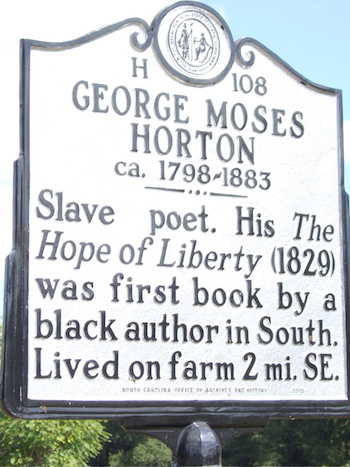 H 108
GEORGE MOSES
HORTON
ca. 1798-1883
Slave poet. His The
Hope of Liberty (1829)
was first book by a
black author in South.
Lived on farm 2 mi. SE.
NORTH CAROLINA OFFICE OF ARCHIVES AND HISTORY